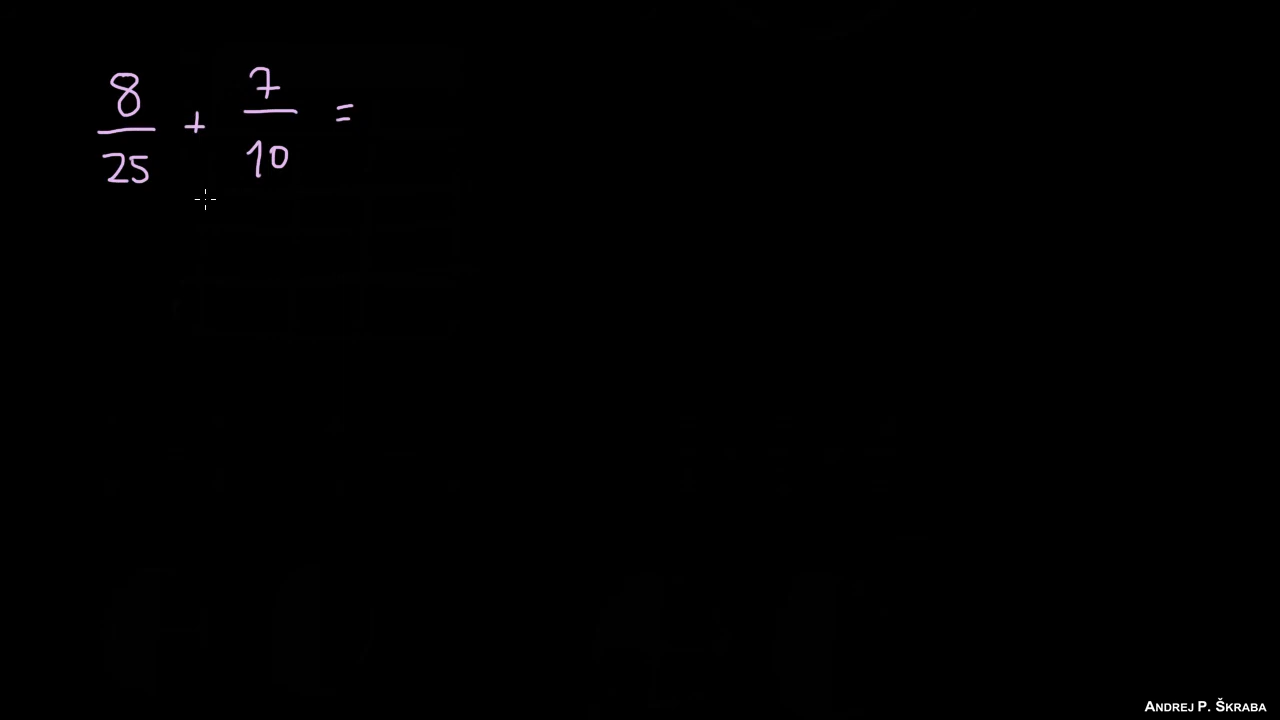 8/25 + 7/10 =
ANDREJ P. ŠKRABA